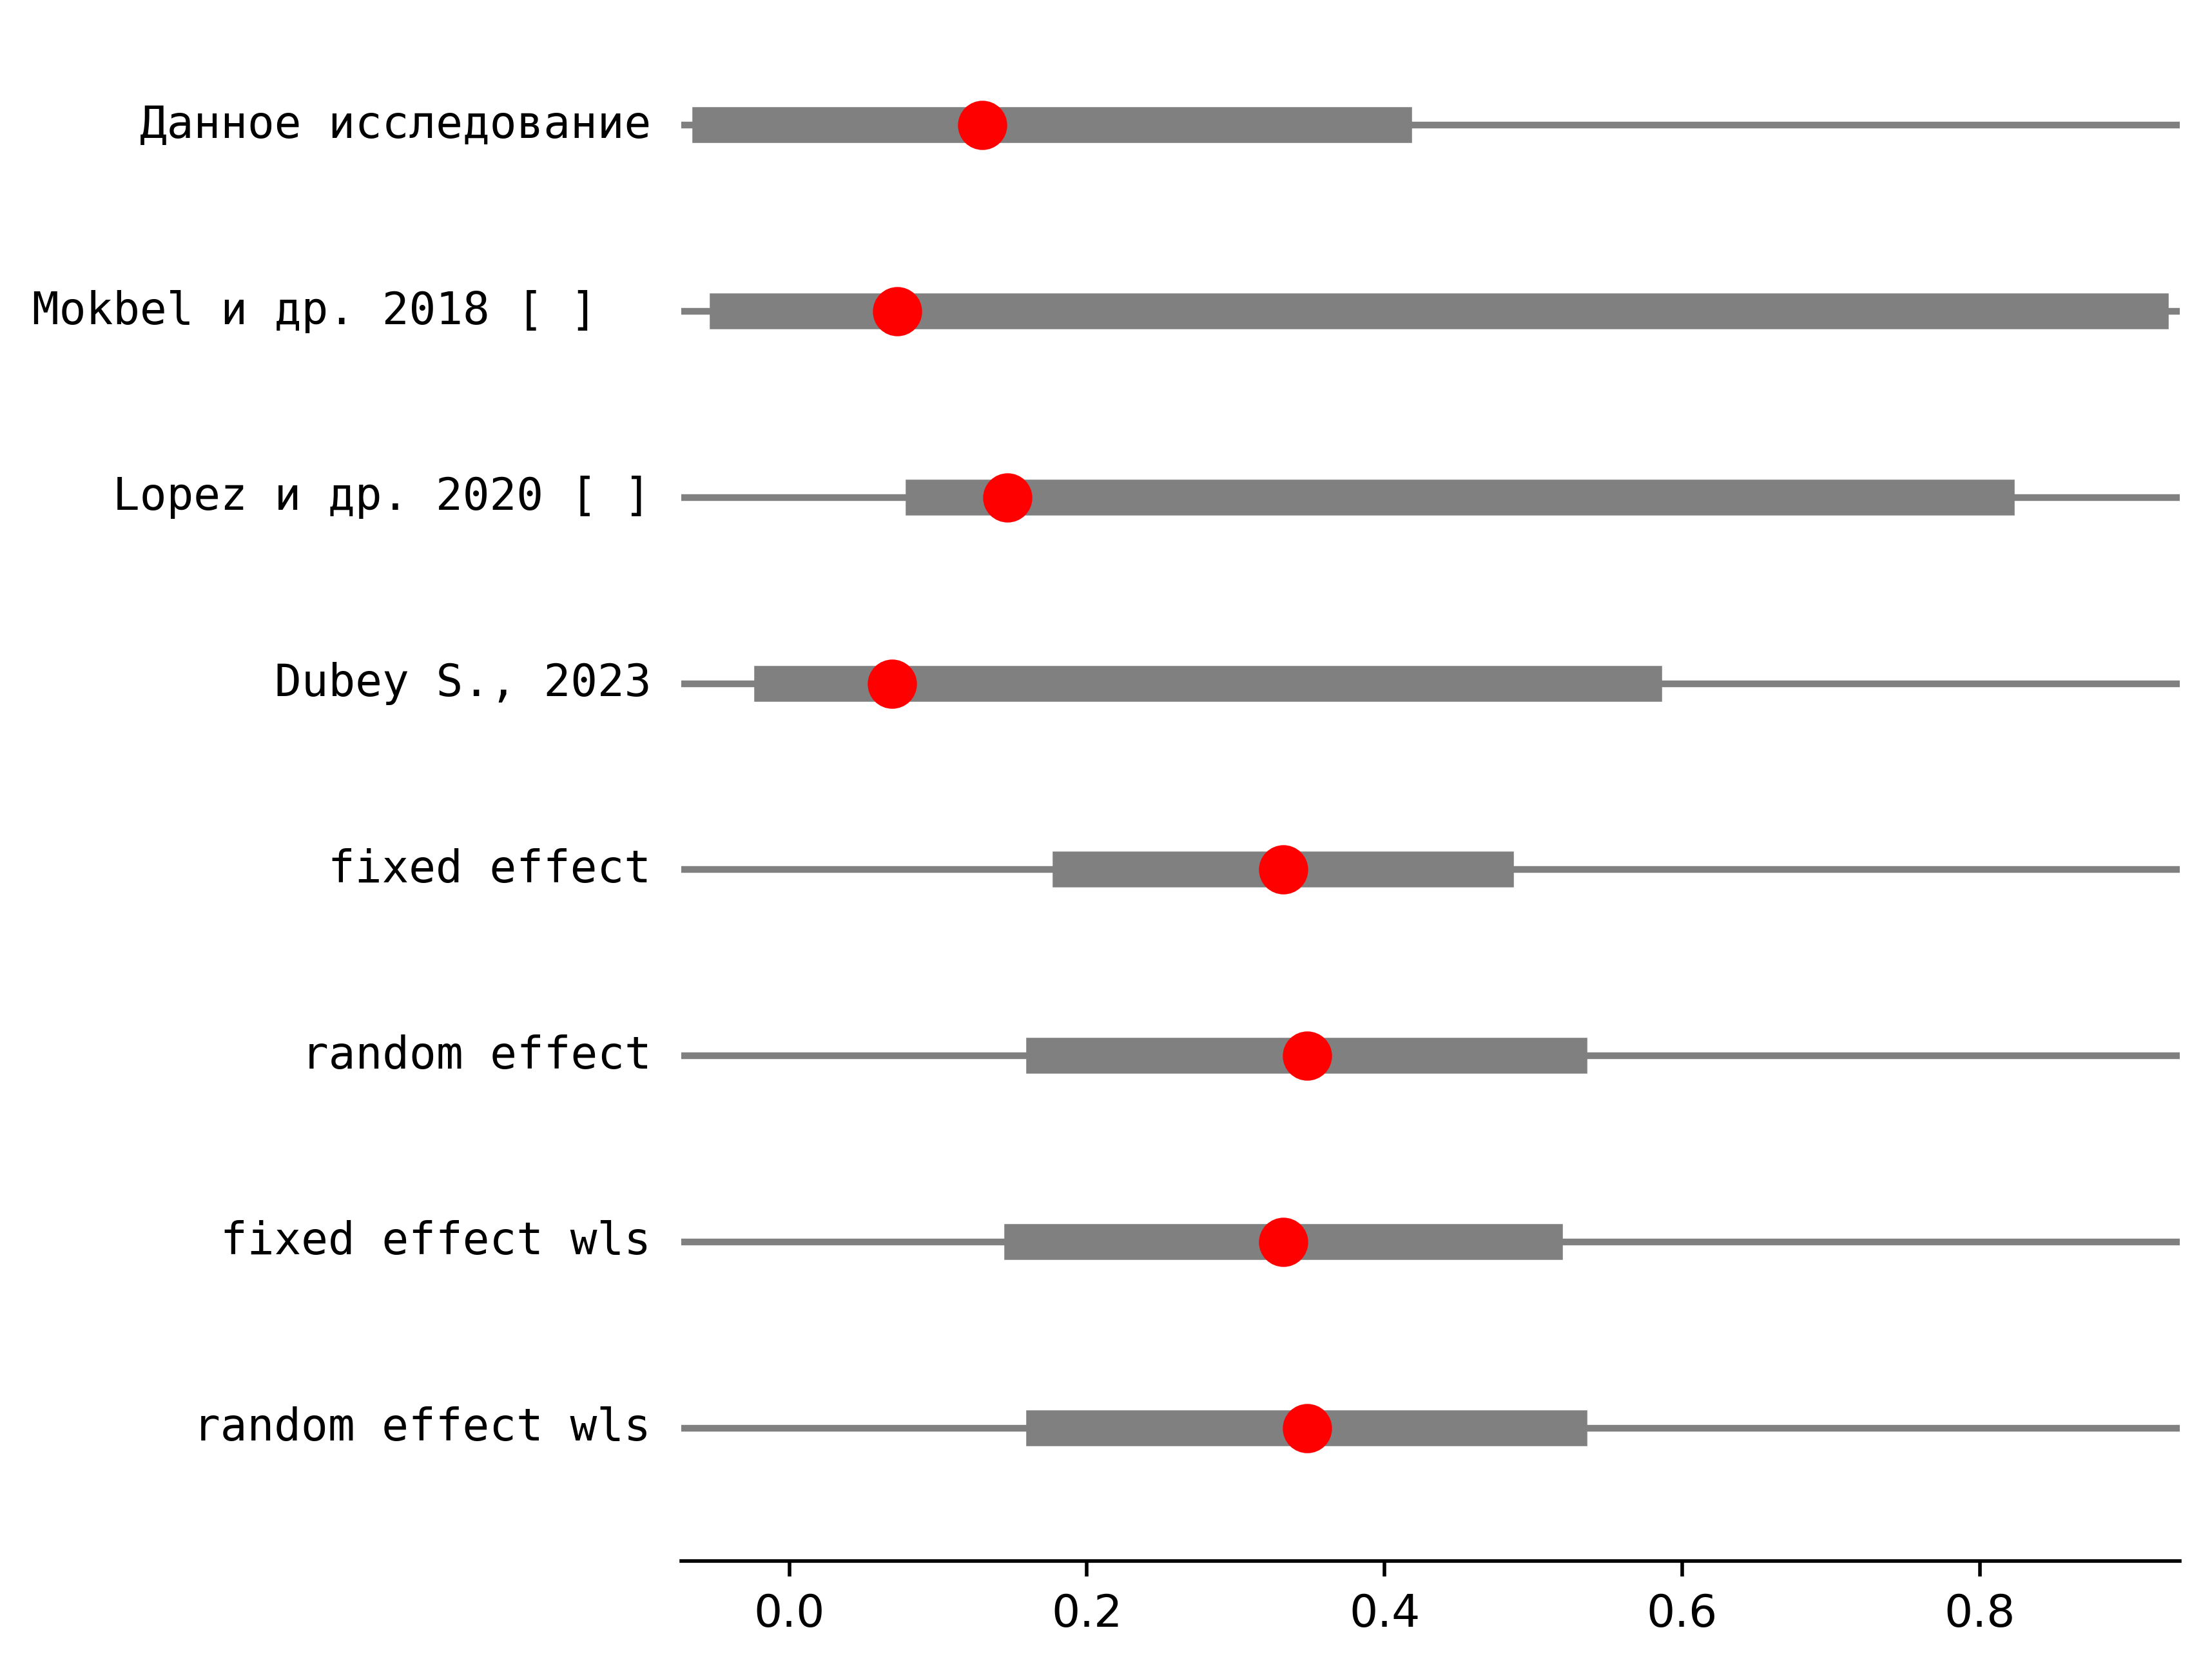 Данное исследование
Mokbel и др. 2018 [ ]
Lopez и др. 2020 [ ]
Dubey S., 2023
fixed effect
random effect
fixed effect wls
random effect wls
0.0 0.2 0.4 0.6 0.8